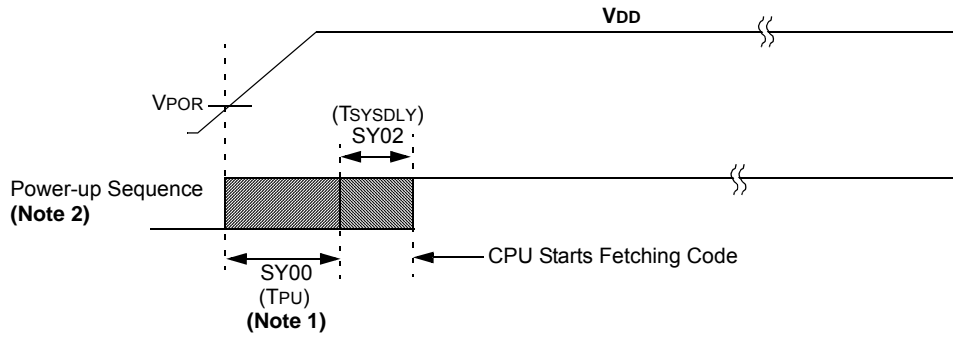 VDD
VPOR
(TSYSDLY)
SY02
Power-up Sequence
(Note 2)
CPU Starts Fetching Code
SY00
(TPU)
(Note 1)